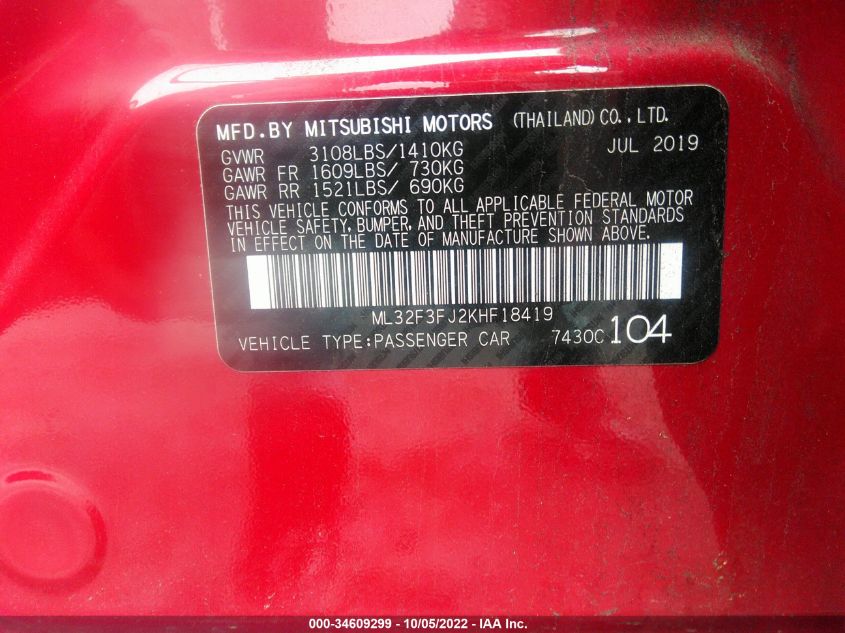 MFD.BY MITSUBISHI MOTORS (THAILAND)CO.,LTD.
GVWR 3108LBS/1410KG JUL 2019
GAWR FR 1609LBS/ 730KG
GAWR RR 1521LBS/ 690KG
THIS VEHICLE CONFORMS TO ALL APPLICABLE FEDERAL MOTOR
VEHICLE SAFETY, BUMPER, AND THEFT PREVENTION STANDARDS
IN EFFECT ON THE DATE OF MANUFACTURE SHOWN ABOVE.
ML32F3FJ2KHF18419
VEHICLE TYPE:PASSENGER CAR 7430C 104
000-34609299 - 10/05/2022 - IAA Inc.